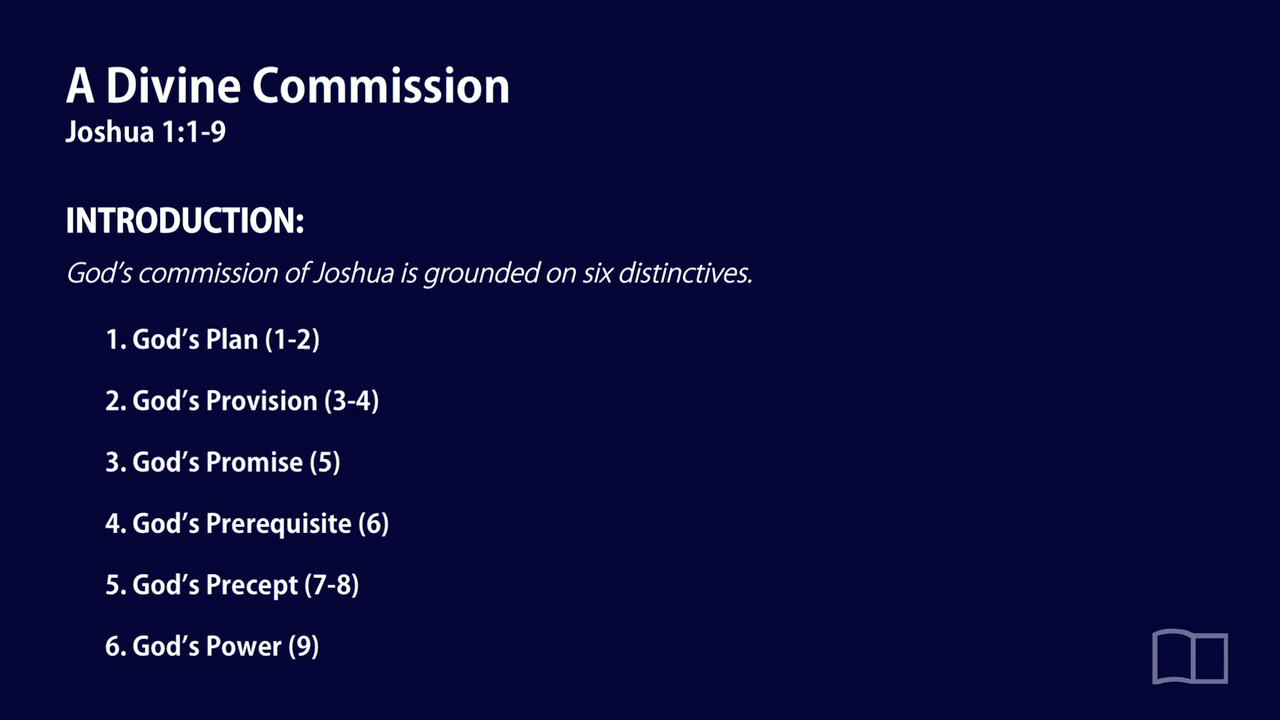 A Divine Commission
Joshua 1:1-9
INTRODUCTION:
God’s commission of Joshua is grounded on six distinctives.
1. God’s Plan (1-2)
2. God’s Provision (3-4)
3. God’s Promise (5)
4. God’s Prerequisite (6)
5. God’s Precept (7-8)
6. God’s Power (9)